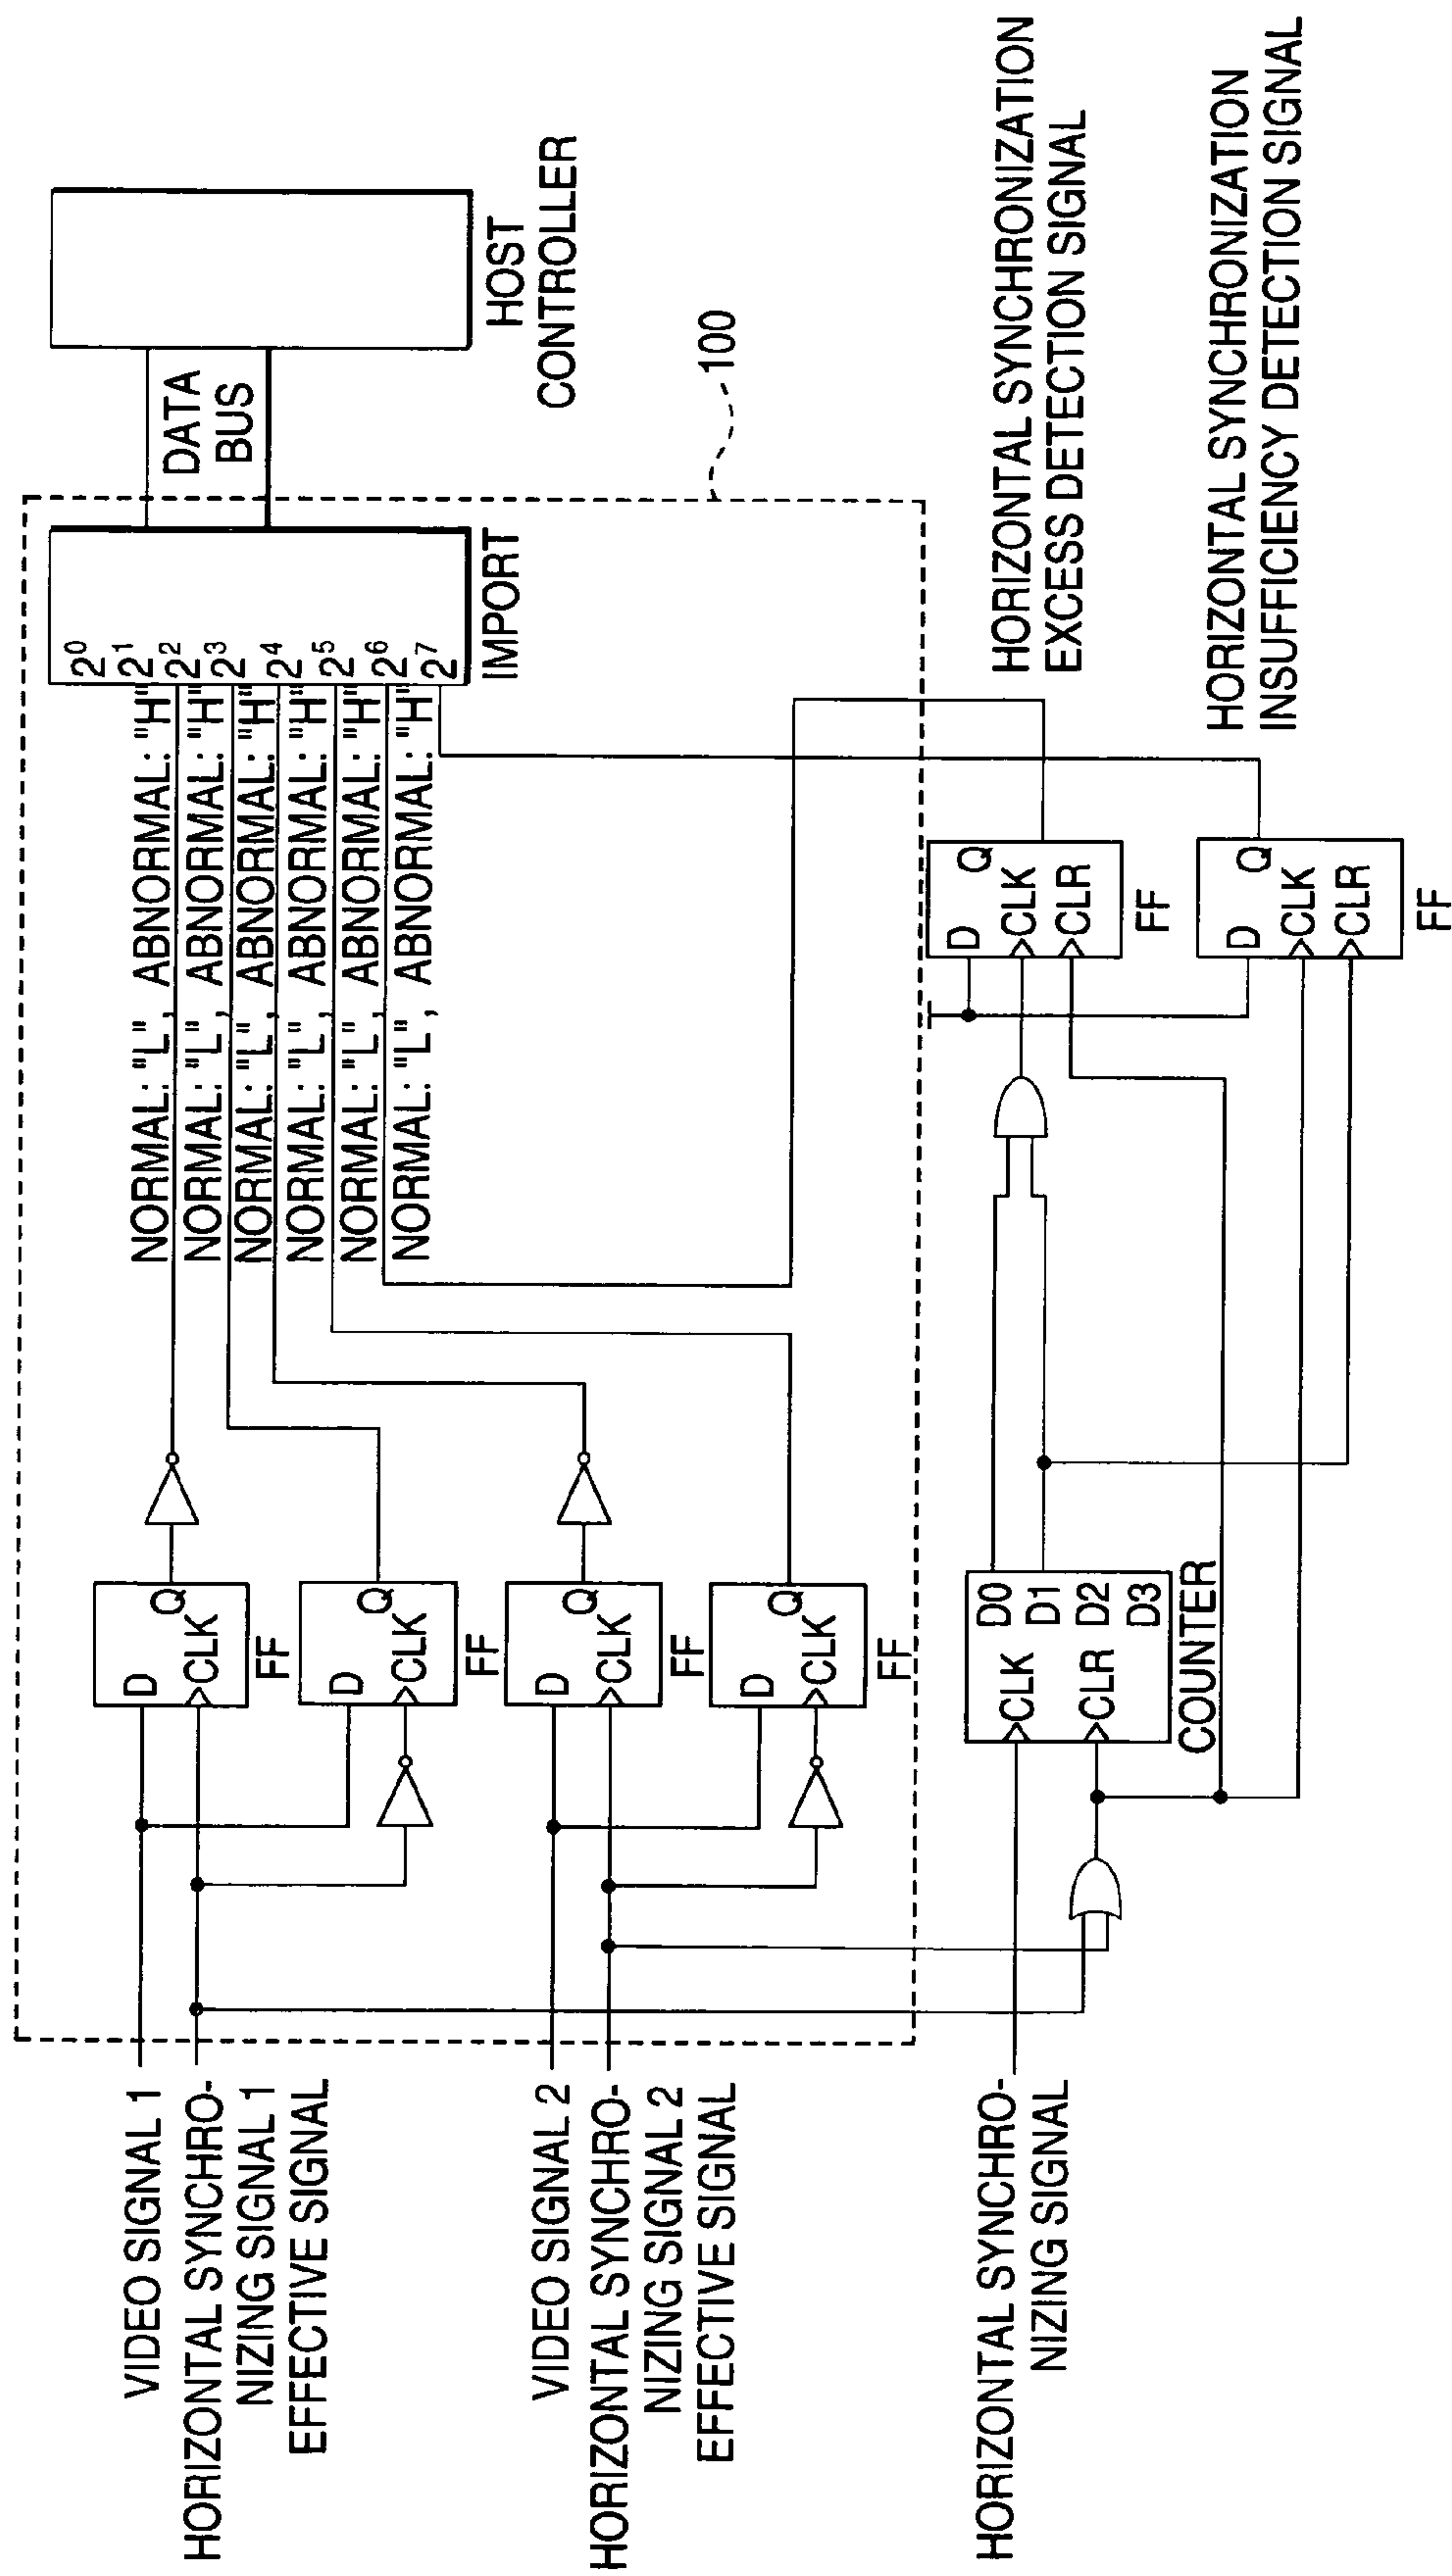 VIDEO SIGNAL 1
HORIZONTAL SYNCHRO-
NIZING SIGNAL 1
EFFECTIVE SIGNAL
VIDEO SIGNAL 2
HORIZONTAL SYNCHRO-
NIZING SIGNAL 2
EFFECTIVE SIGNAL
HORIZONTAL SYNCHRO-
NIZING SIGNAL
D
Q
CLK
FF
D
Q
CLK
FF
D
Q
CLK
FF
D
Q
CLK
FF
CLK
CLR
D0
D1
D2
D3
COUNTER
NORMAL: "L", ABNORMAL: "H"
NORMAL: "L", ABNORMAL: "H"
NORMAL: "L", ABNORMAL: "H"
NORMAL: "L", ABNORMAL: "H"
NORMAL: "L", ABNORMAL: "H"
NORMAL: "L", ABNORMAL: "H"
2⁰
2¹
2²
2³
2⁴
2⁵
2⁶
2⁷
IMPORT
DATA
BUS
HOST
CONTROLLER
100
D
Q
CLK
CLR
FF
D
Q
CLK
CLR
FF
HORIZONTAL SYNCHRONIZATION
EXCESS DETECTION SIGNAL
HORIZONTAL SYNCHRONIZATION
INSUFFICIENCY DETECTION SIGNAL